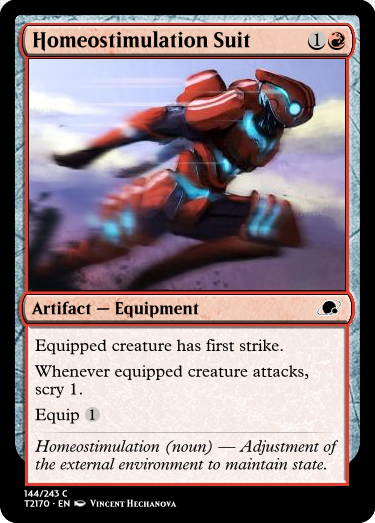 Homeostimulation Suit 1
Artifact — Equipment
Equipped creature has first strike.
Whenever equipped creature attacks,
scry 1.
Equip 1
Homeostimulation (noun) — Adjustment of
the external environment to maintain state.
144/243 C
T2170 · EN Vincent Hechanova